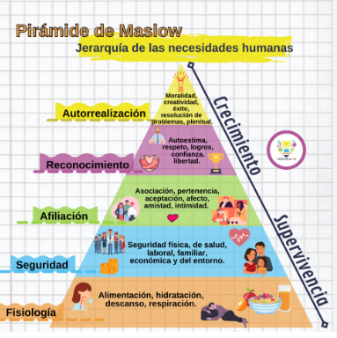 Pirámide de Maslow
Jerarquía de las necesidades humanas
Autorrealización
Moralidad,
creatividad,
éxito,
resolución de
problemas, plenitud.
Reconocimiento
Autoestima,
respeto, logros,
confianza,
libertad.
Afiliación
Asociación, pertenencia,
aceptación, afecto,
amistad, intimidad.
Seguridad
Seguridad física, de salud,
laboral, familiar,
económica y del entorno.
Fisiología
Alimentación, hidratación,
descanso, respiración.
Crecimiento
Supervivencia